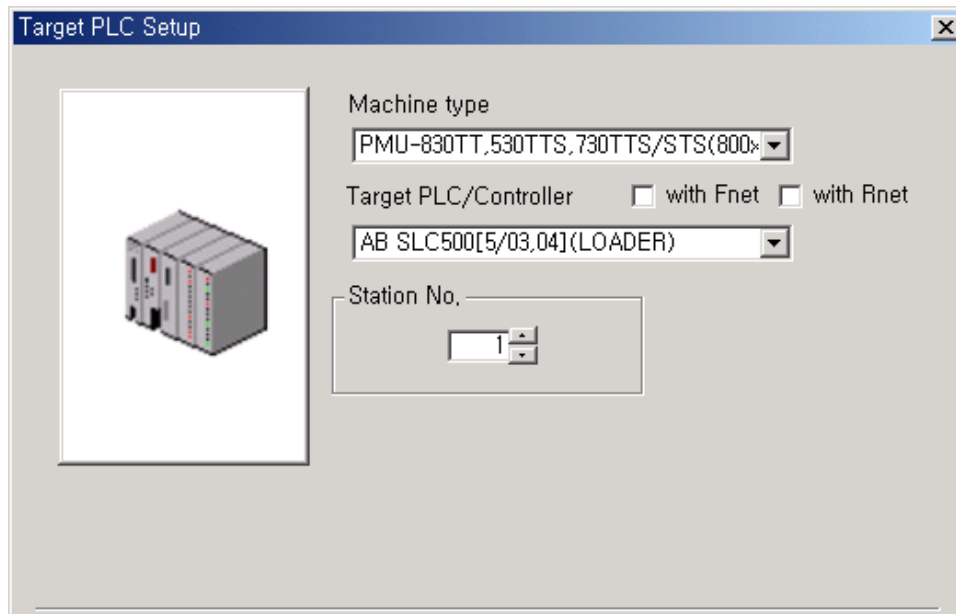 Target PLC Setup
Machine type
PMU-830TT,530TTS,730TTS/STS(800x
Target PLC/Controller with Fnet with Rnet
AB SLC500[5/03,04](LOADER)
Station No.
1